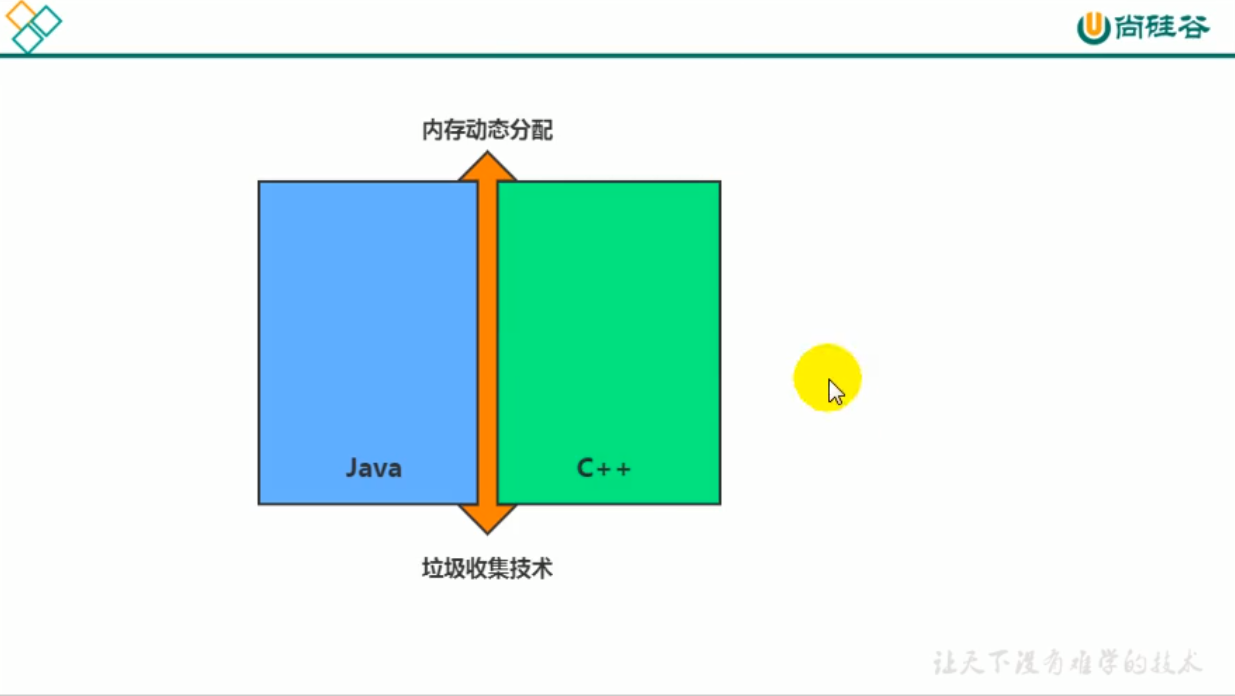 尚硅谷
内存动态分配
Java
C++
垃圾收集技术
让天下没有难学的技术